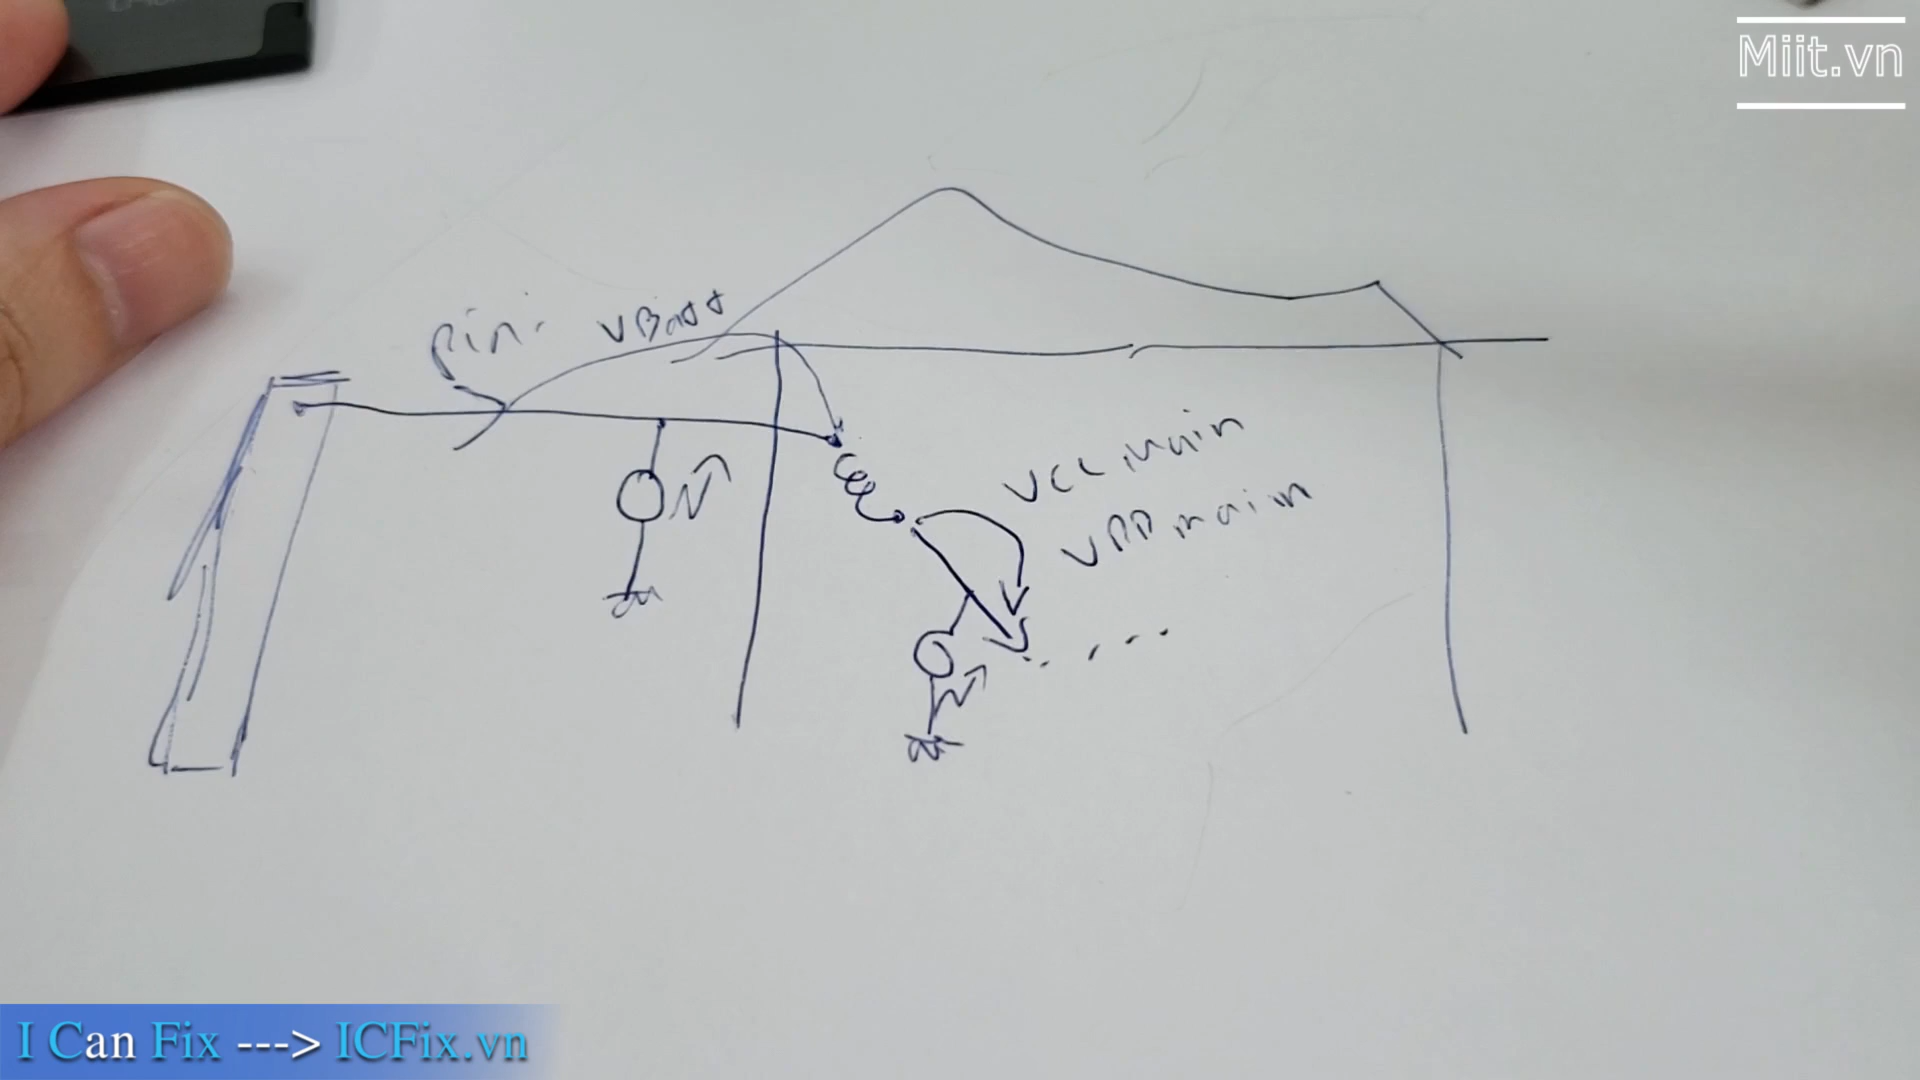 Miit.vn
pin. VBatt
VCC main
VDD main
I Can Fix ---> ICFix.vn